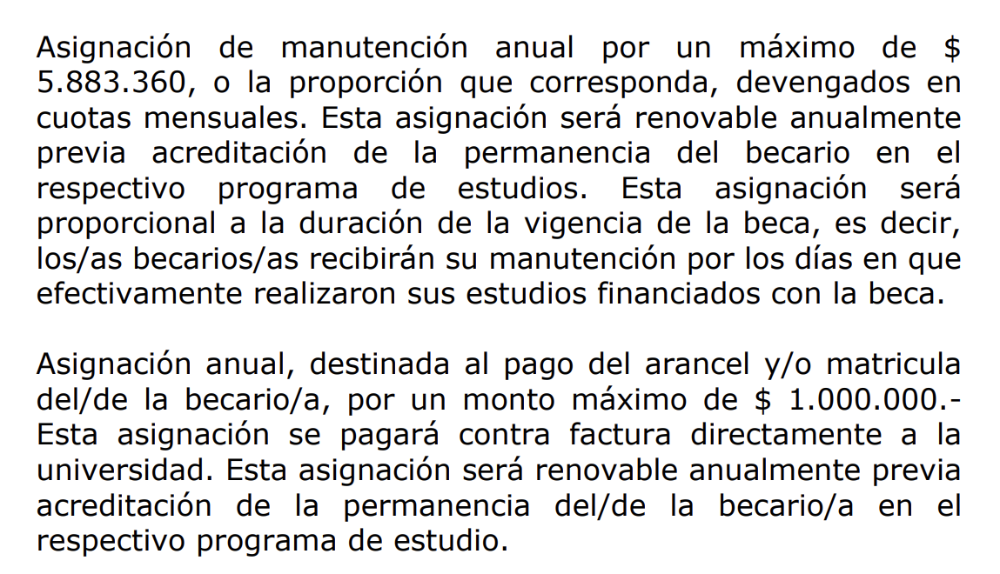 Asignación de manutención anual por un máximo de $
5.883.360, o la proporción que corresponda, devengados en
cuotas mensuales. Esta asignación será renovable anualmente
previa acreditación de la permanencia del becario en el
respectivo programa de estudios. Esta asignación será
proporcional a la duración de la vigencia de la beca, es decir,
los/as becarios/as recibirán su manutención por los días en que
efectivamente realizaron sus estudios financiados con la beca.
Asignación anual, destinada al pago del arancel y/o matricula
del/de la becario/a, por un monto máximo de $ 1.000.000.-
Esta asignación se pagará contra factura directamente a la
universidad. Esta asignación será renovable anualmente previa
acreditación de la permanencia del/de la becario/a en el
respectivo programa de estudio.